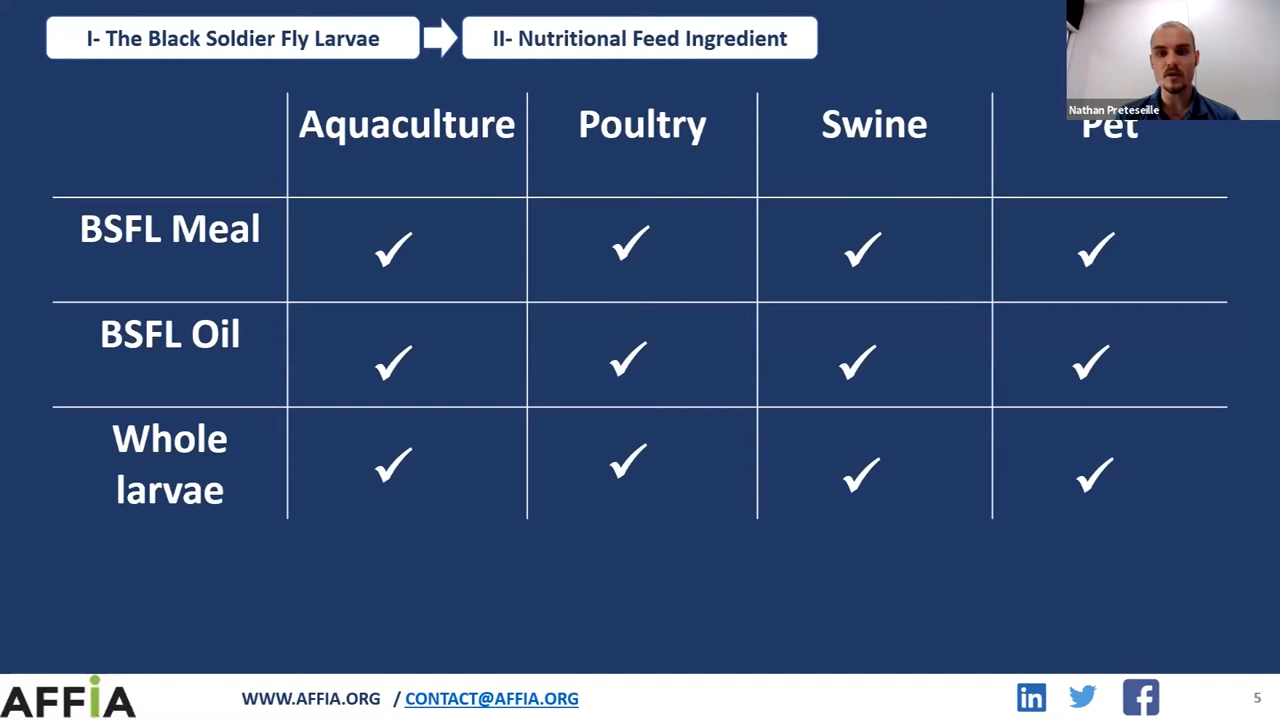 I- The Black Soldier Fly Larvae
II- Nutritional Feed Ingredient
Nathan Preteseille
Aquaculture Poultry Swine Pet
BSFL Meal ✓ ✓ ✓ ✓
BSFL Oil ✓ ✓ ✓ ✓
Whole
larvae ✓ ✓ ✓ ✓
AFFiA
WWW.AFFIA.ORG / CONTACT@AFFIA.ORG
in
f
5